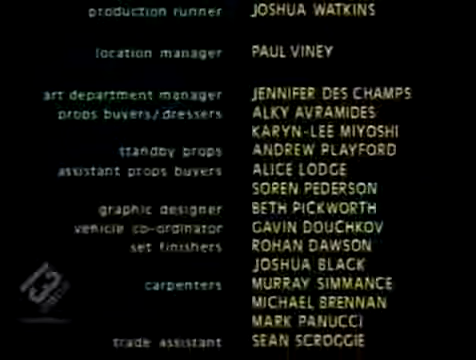 production runner JOSHUA WATKINS
location manager PAUL VINEY
art department manager JENNIFER DES CHAMPS
props buyers/dressers ALKY AVRAMIDES
KARYN-LEE MIYOSHI
standby props ANDREW PLAYFORD
assistant props buyers ALICE LODGE
SOREN PEDERSON
graphic designer BETH PICKWORTH
vehicle co-ordinator GAVIN DOUCHKOV
set finishers ROHAN DAWSON
JOSHUA BLACK
carpenters MURRAY SIMMANCE
MICHAEL BRENNAN
MARK PANUCCI
trade assistant SEAN SCROGGIE